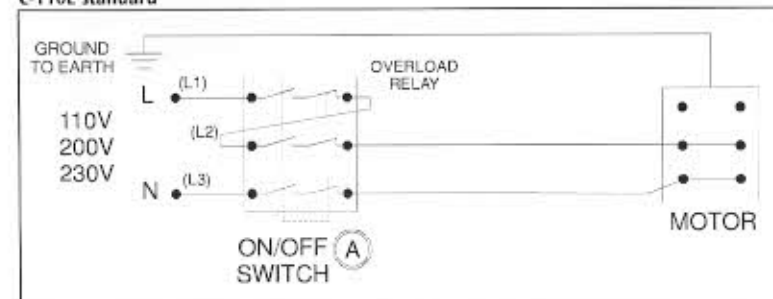 GROUND
TO EARTH
OVERLOAD
RELAY
L
(L1)
110V
200V
230V
(L2)
N
(L3)
MOTOR
ON/OFF A
SWITCH